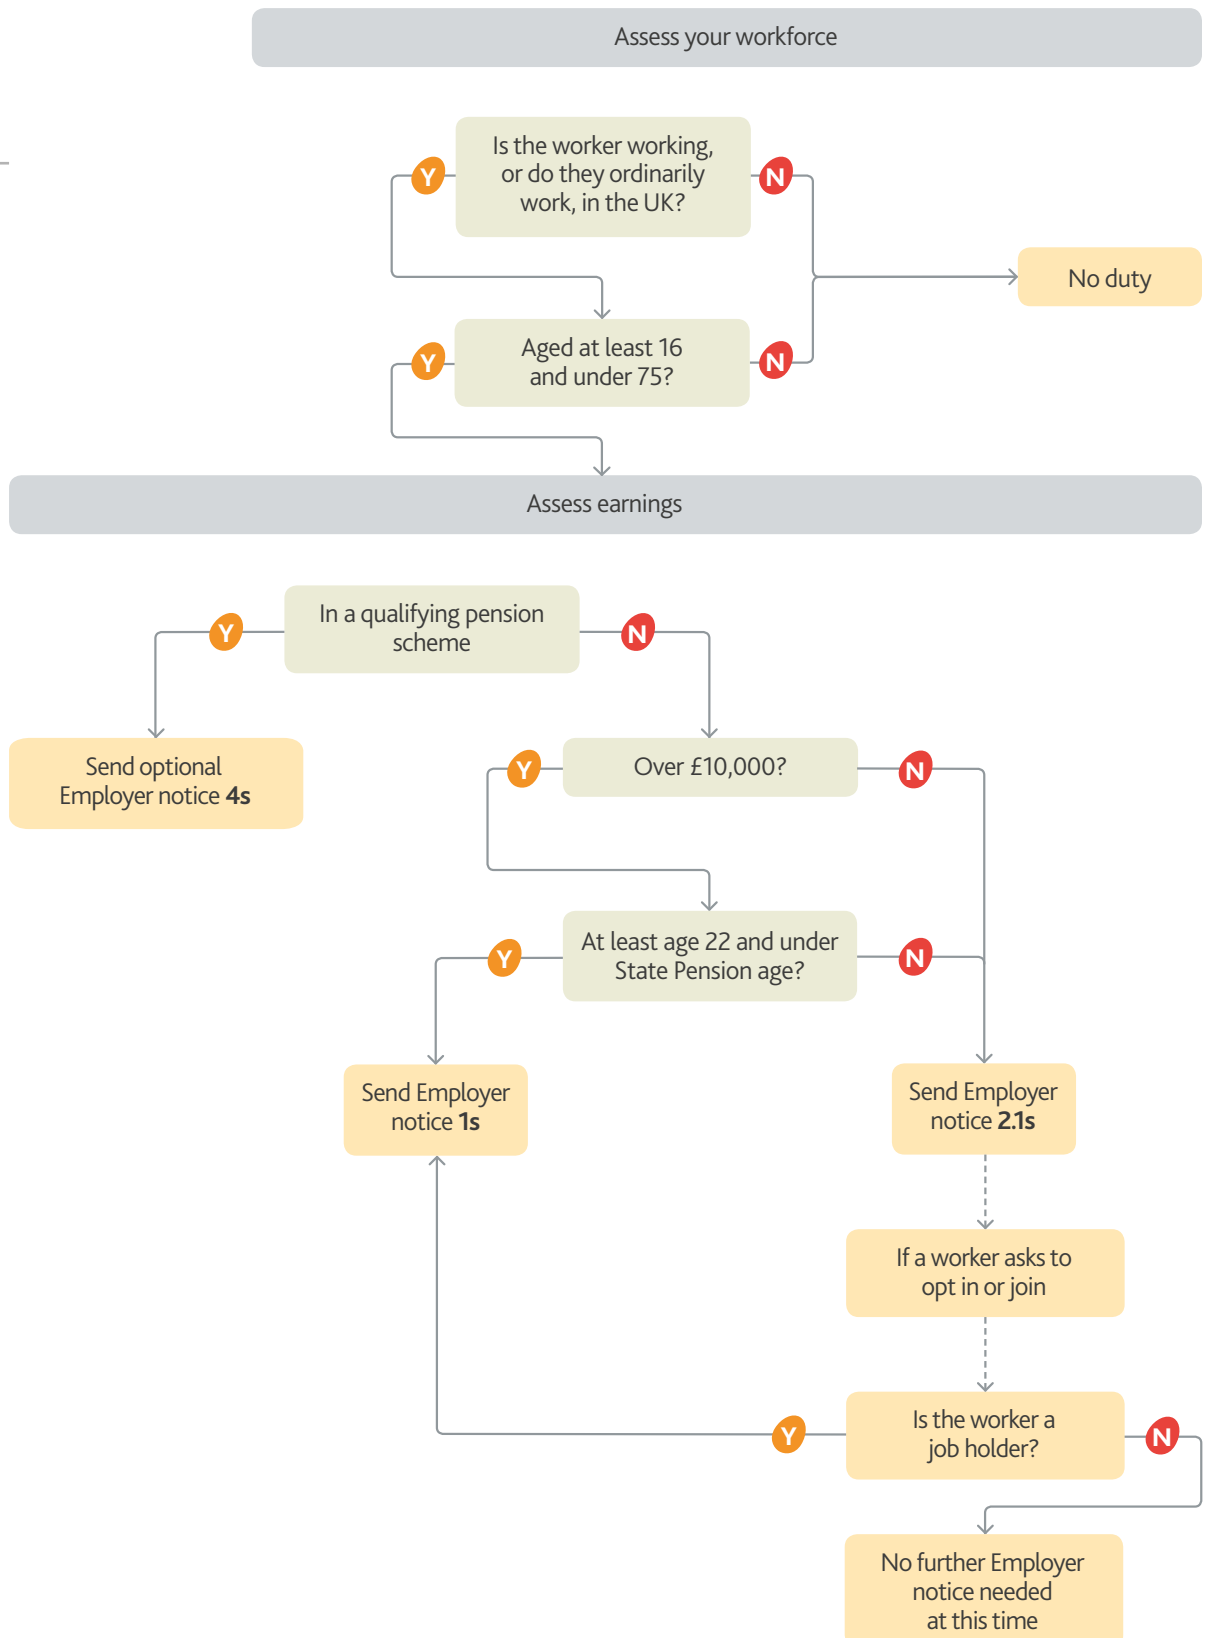 Assess your workforce
Is the worker working,
or do they ordinarily
work, in the UK?
Y
N
No duty
Aged at least 16
and under 75?
Y
N
Assess earnings
In a qualifying pension
scheme
Y
N
Send optional
Employer notice 4s
Over £10,000?
Y
N
At least age 22 and under
State Pension age?
Y
N
Send Employer
notice 1s
Send Employer
notice 2.1s
If a worker asks to
opt in or join
Is the worker a
job holder?
Y
N
No further Employer
notice needed
at this time